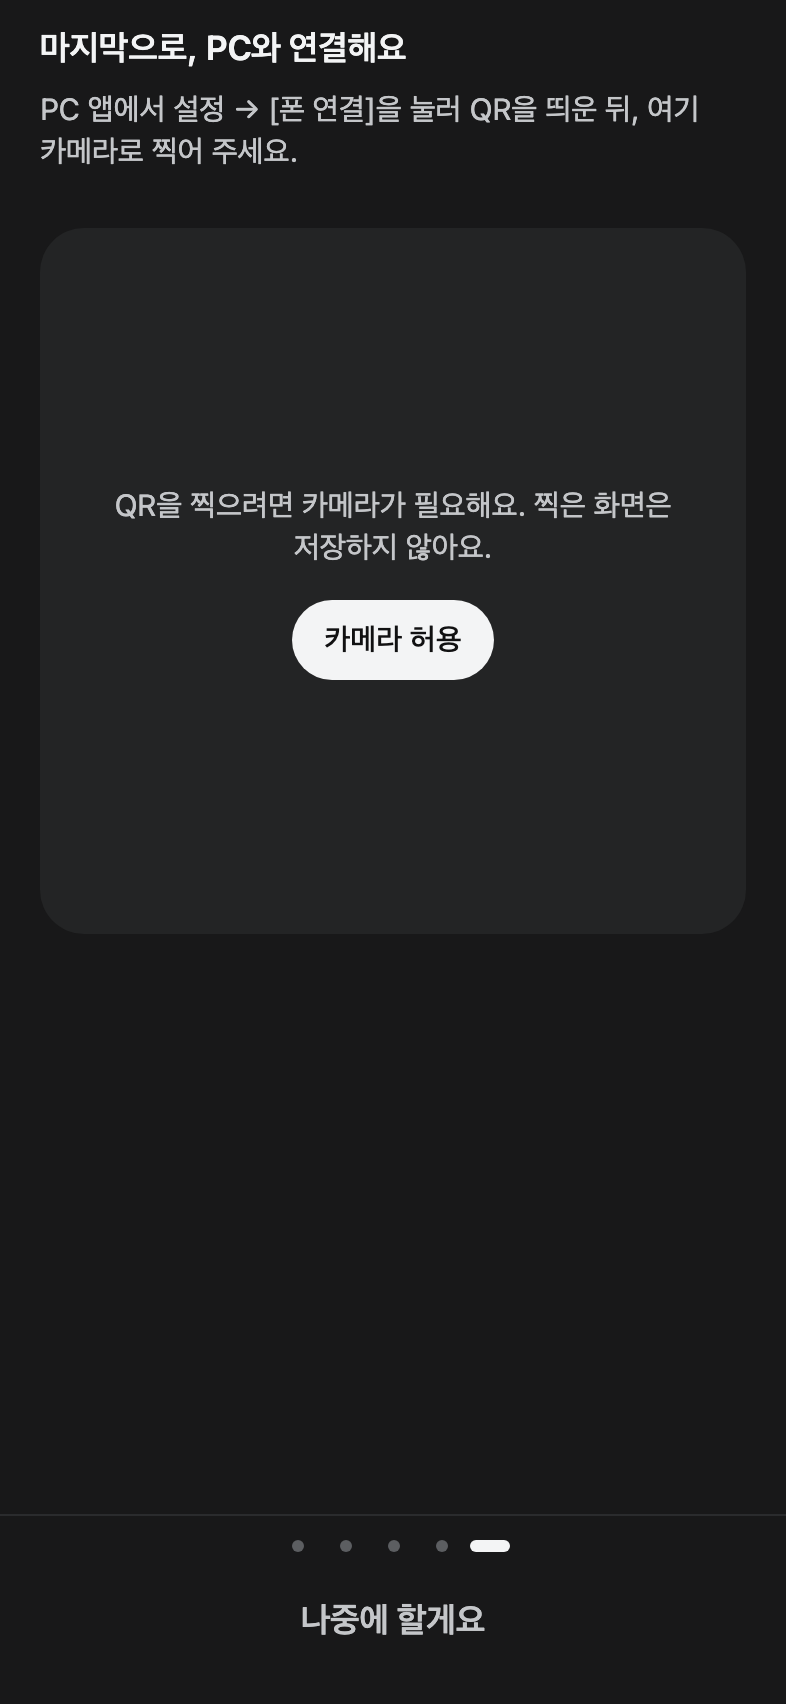 마지막으로, PC와 연결해요
PC 앱에서 설정 → [폰 연결]을 눌러 QR을 띄운 뒤, 여기
카메라로 찍어 주세요.
QR을 찍으려면 카메라가 필요해요. 찍은 화면은
저장하지 않아요.
카메라 허용
나중에 할게요